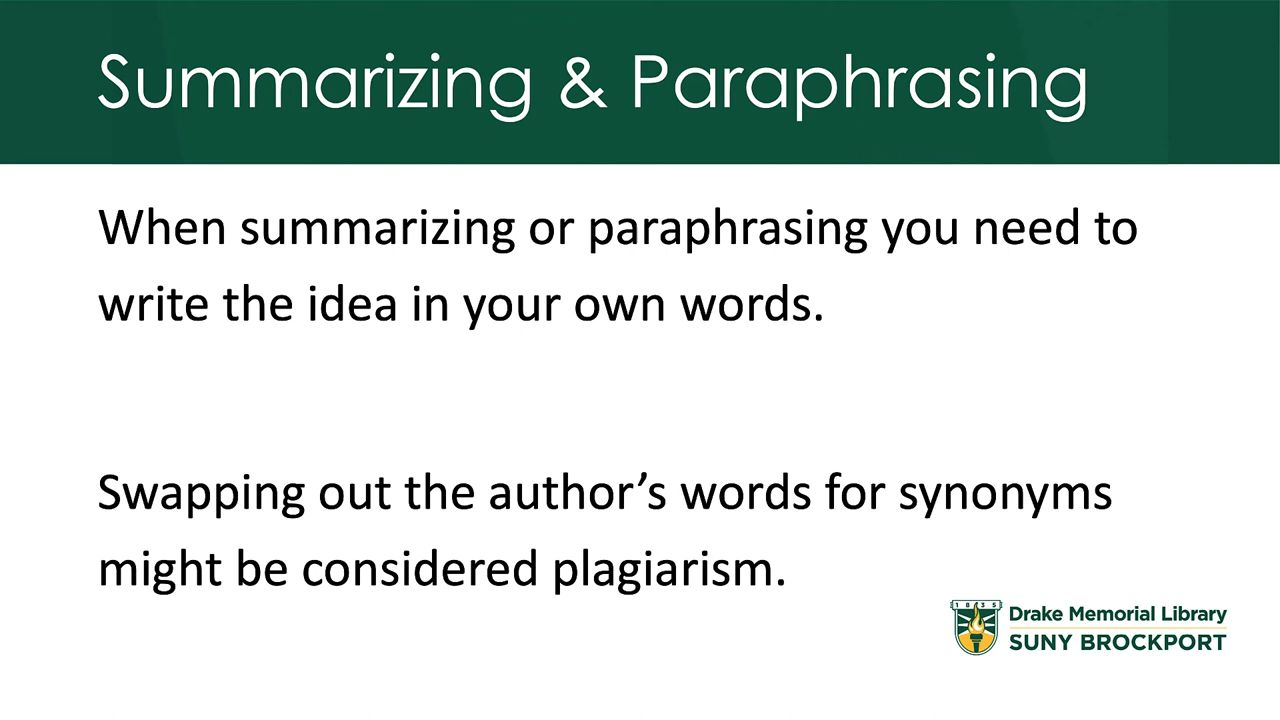 Summarizing & Paraphrasing
When summarizing or paraphrasing you need to
write the idea in your own words.
Swapping out the author’s words for synonyms
might be considered plagiarism.
1835
Drake Memorial Library
SUNY BROCKPORT